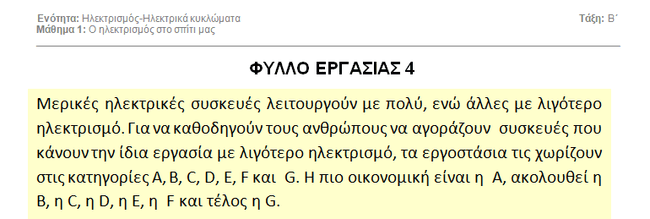 Ενότητα: Ηλεκτρισμός-Ηλεκτρικά κυκλώματα Τάξη: Β΄
Μάθημα 1: Ο ηλεκτρισμός στο σπίτι μας
ΦΥΛΛΟ ΕΡΓΑΣΙΑΣ 4
Μερικές ηλεκτρικές συσκευές λειτουργούν με πολύ, ενώ άλλες με λιγότερο
ηλεκτρισμό. Για να καθοδηγούν τους ανθρώπους να αγοράζουν συσκευές που
κάνουν την ίδια εργασία με λιγότερο ηλεκτρισμό, τα εργοστάσια τις χωρίζουν
στις κατηγορίες A, B, C, D, E, F και G. Η πιο οικονομική είναι η A, ακολουθεί η
B, η C, η D, η E, η F και τέλος η G.